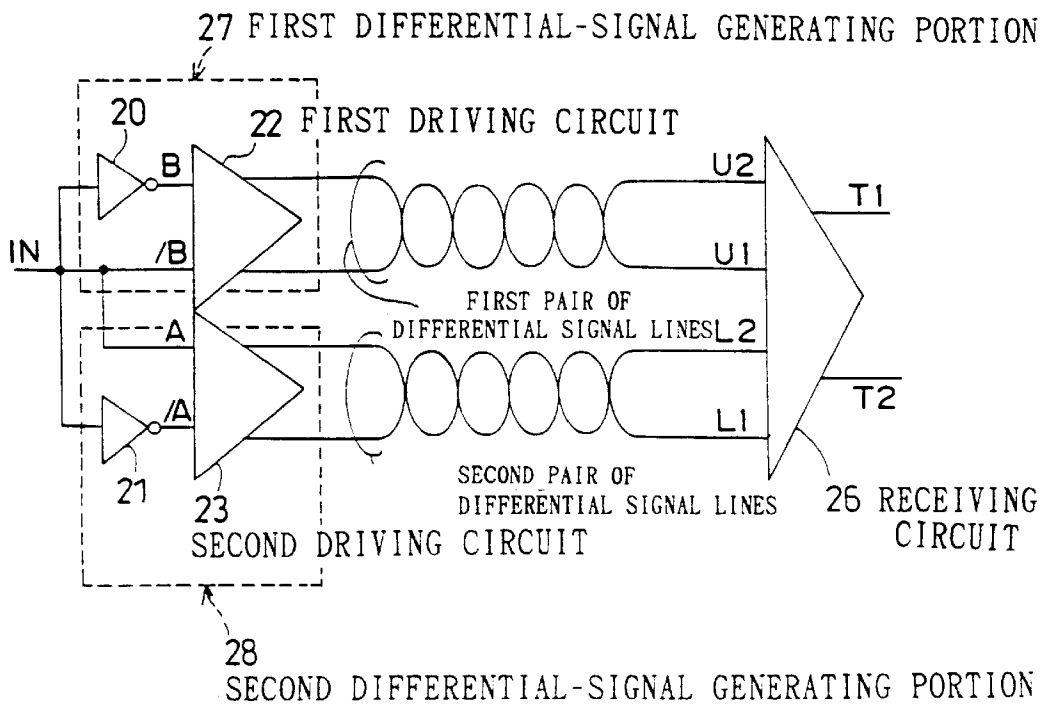 27 FIRST DIFFERENTIAL-SIGNAL GENERATING PORTION
20
22 FIRST DRIVING CIRCUIT
B
U2
T1
IN
/B
U1
FIRST PAIR OF
DIFFERENTIAL SIGNAL LINES
A
L2
T2
/A
L1
21
23
SECOND DRIVING CIRCUIT
SECOND PAIR OF
DIFFERENTIAL SIGNAL LINES
26 RECEIVING
CIRCUIT
28
SECOND DIFFERENTIAL-SIGNAL GENERATING PORTION